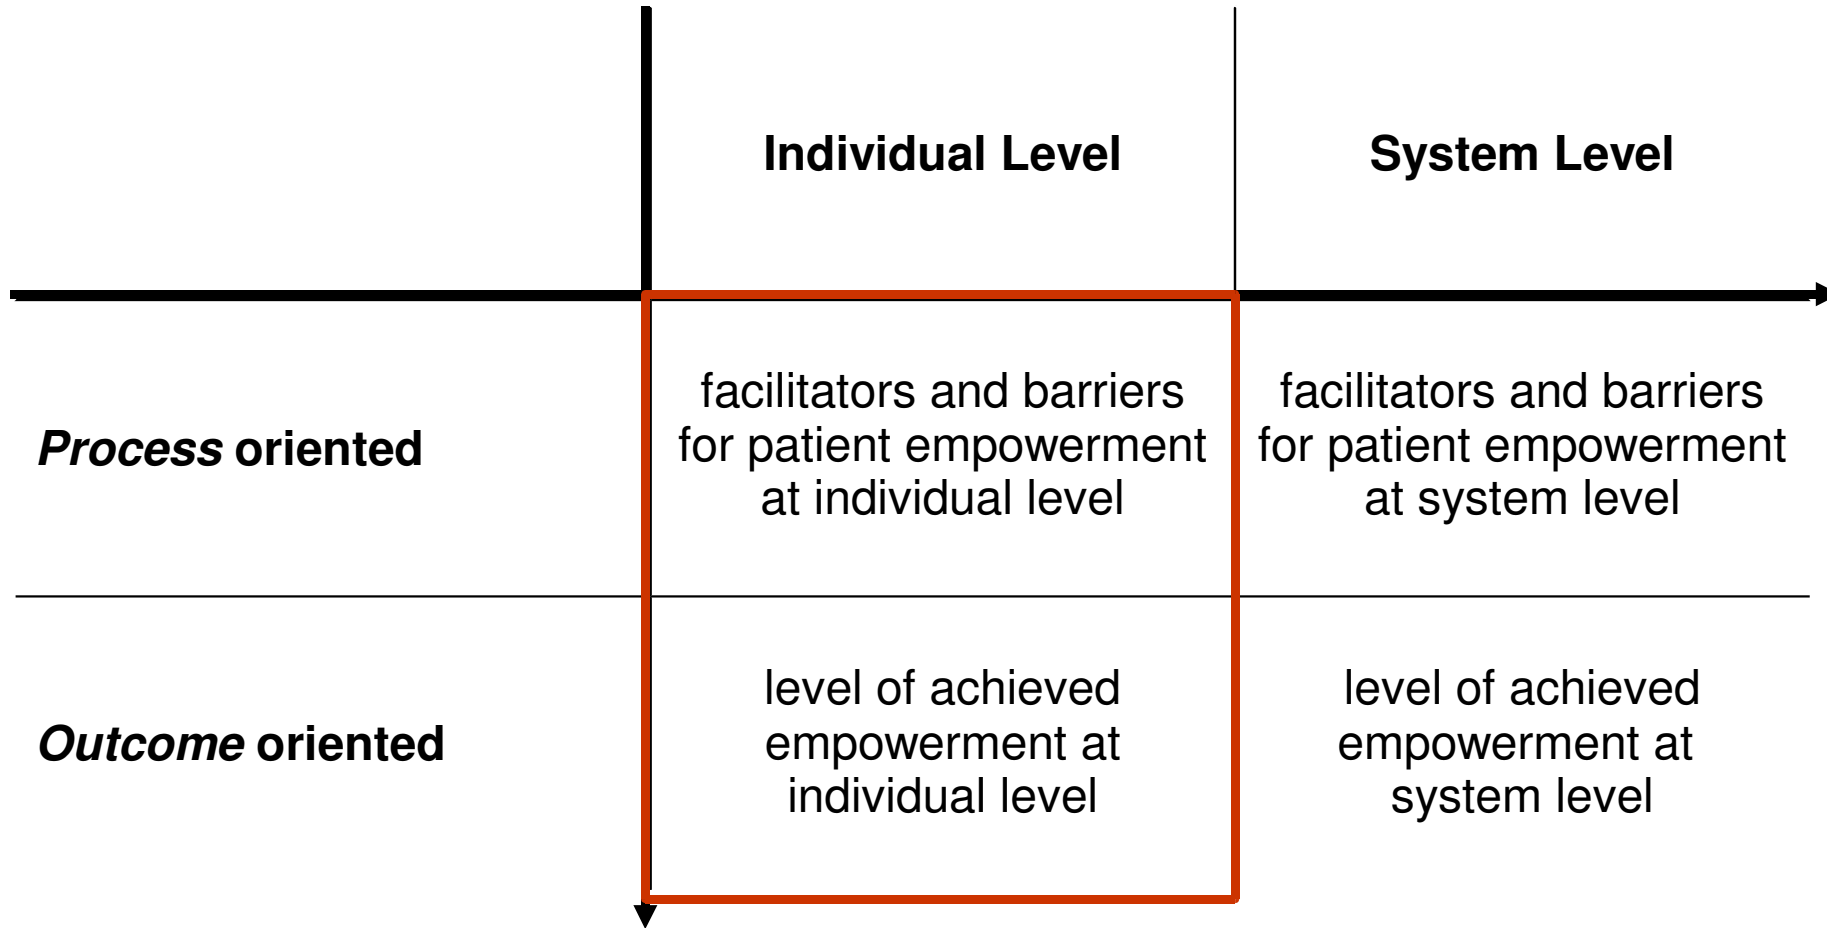 Individual Level
System Level
Process oriented
facilitators and barriers
for patient empowerment
at individual level
facilitators and barriers
for patient empowerment
at system level
Outcome oriented
level of achieved
empowerment at
individual level
level of achieved
empowerment at
system level